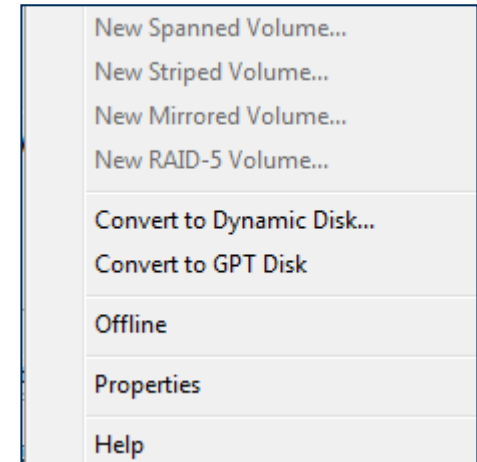 New Spanned Volume...
New Striped Volume...
New Mirrored Volume...
New RAID-5 Volume...
Convert to Dynamic Disk...
Convert to GPT Disk
Offline
Properties
Help